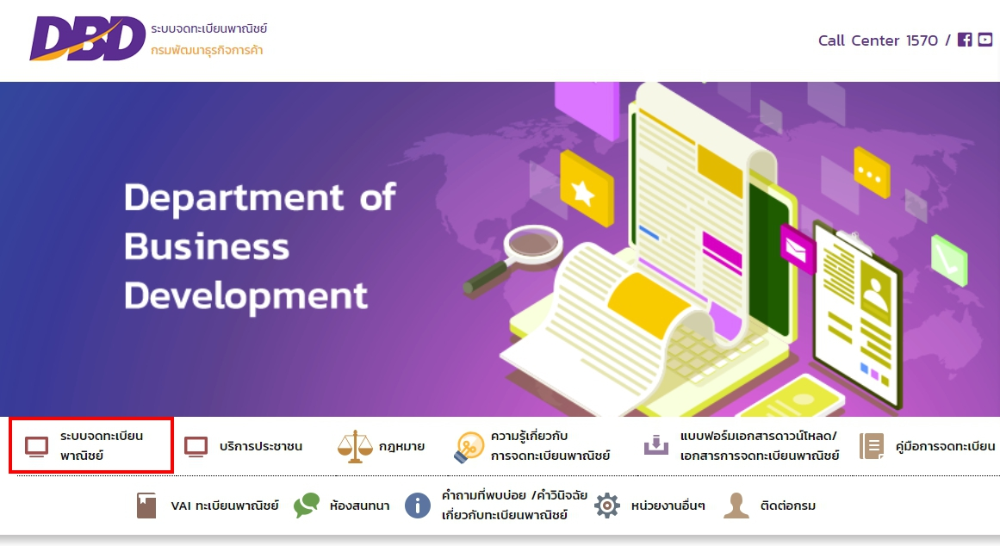 DBD
ระบบจดทะเบียนพาณิชย์
กรมพัฒนาธุรกิจการค้า
Call Center 1570 /
Department of
Business
Development
ระบบจดทะเบียน
พาณิชย์
บริการประชาชน
กฎหมาย
ความรู้เกี่ยวกับ
การจดทะเบียนพาณิชย์
แบบฟอร์มเอกสารดาวน์โหลด/
เอกสารการจดทะเบียนพาณิชย์
คู่มือการจดทะเบียน
VAI ทะเบียนพาณิชย์
ห้องสนทนา
คำถามที่พบบ่อย /คำวินิจฉัย
เกี่ยวกับทะเบียนพาณิชย์
หน่วยงานอื่นๆ
ติดต่อกรม